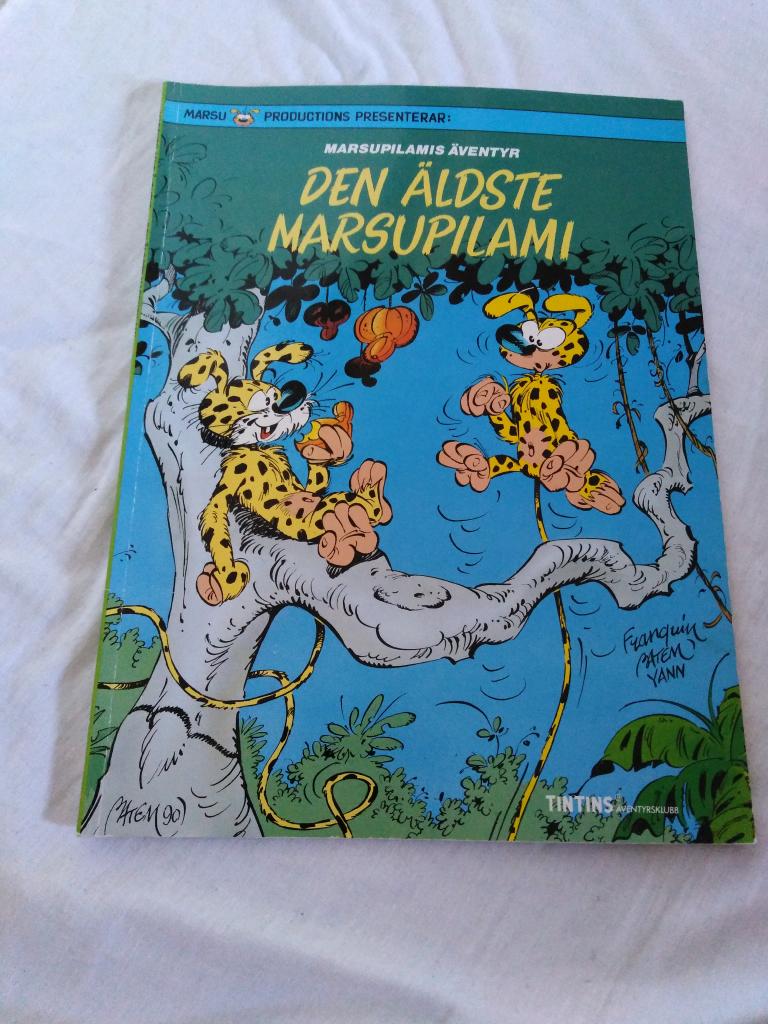 MARSU PRODUCTIONS PRESENTERAR:
MARSUPILAMIS ÄVENTYR
DEN ÄLDSTE
MARSUPILAMI
Franquin
BATEM
YANN
TINTINS ÄVENTYRSKLUBB
BATEM 90